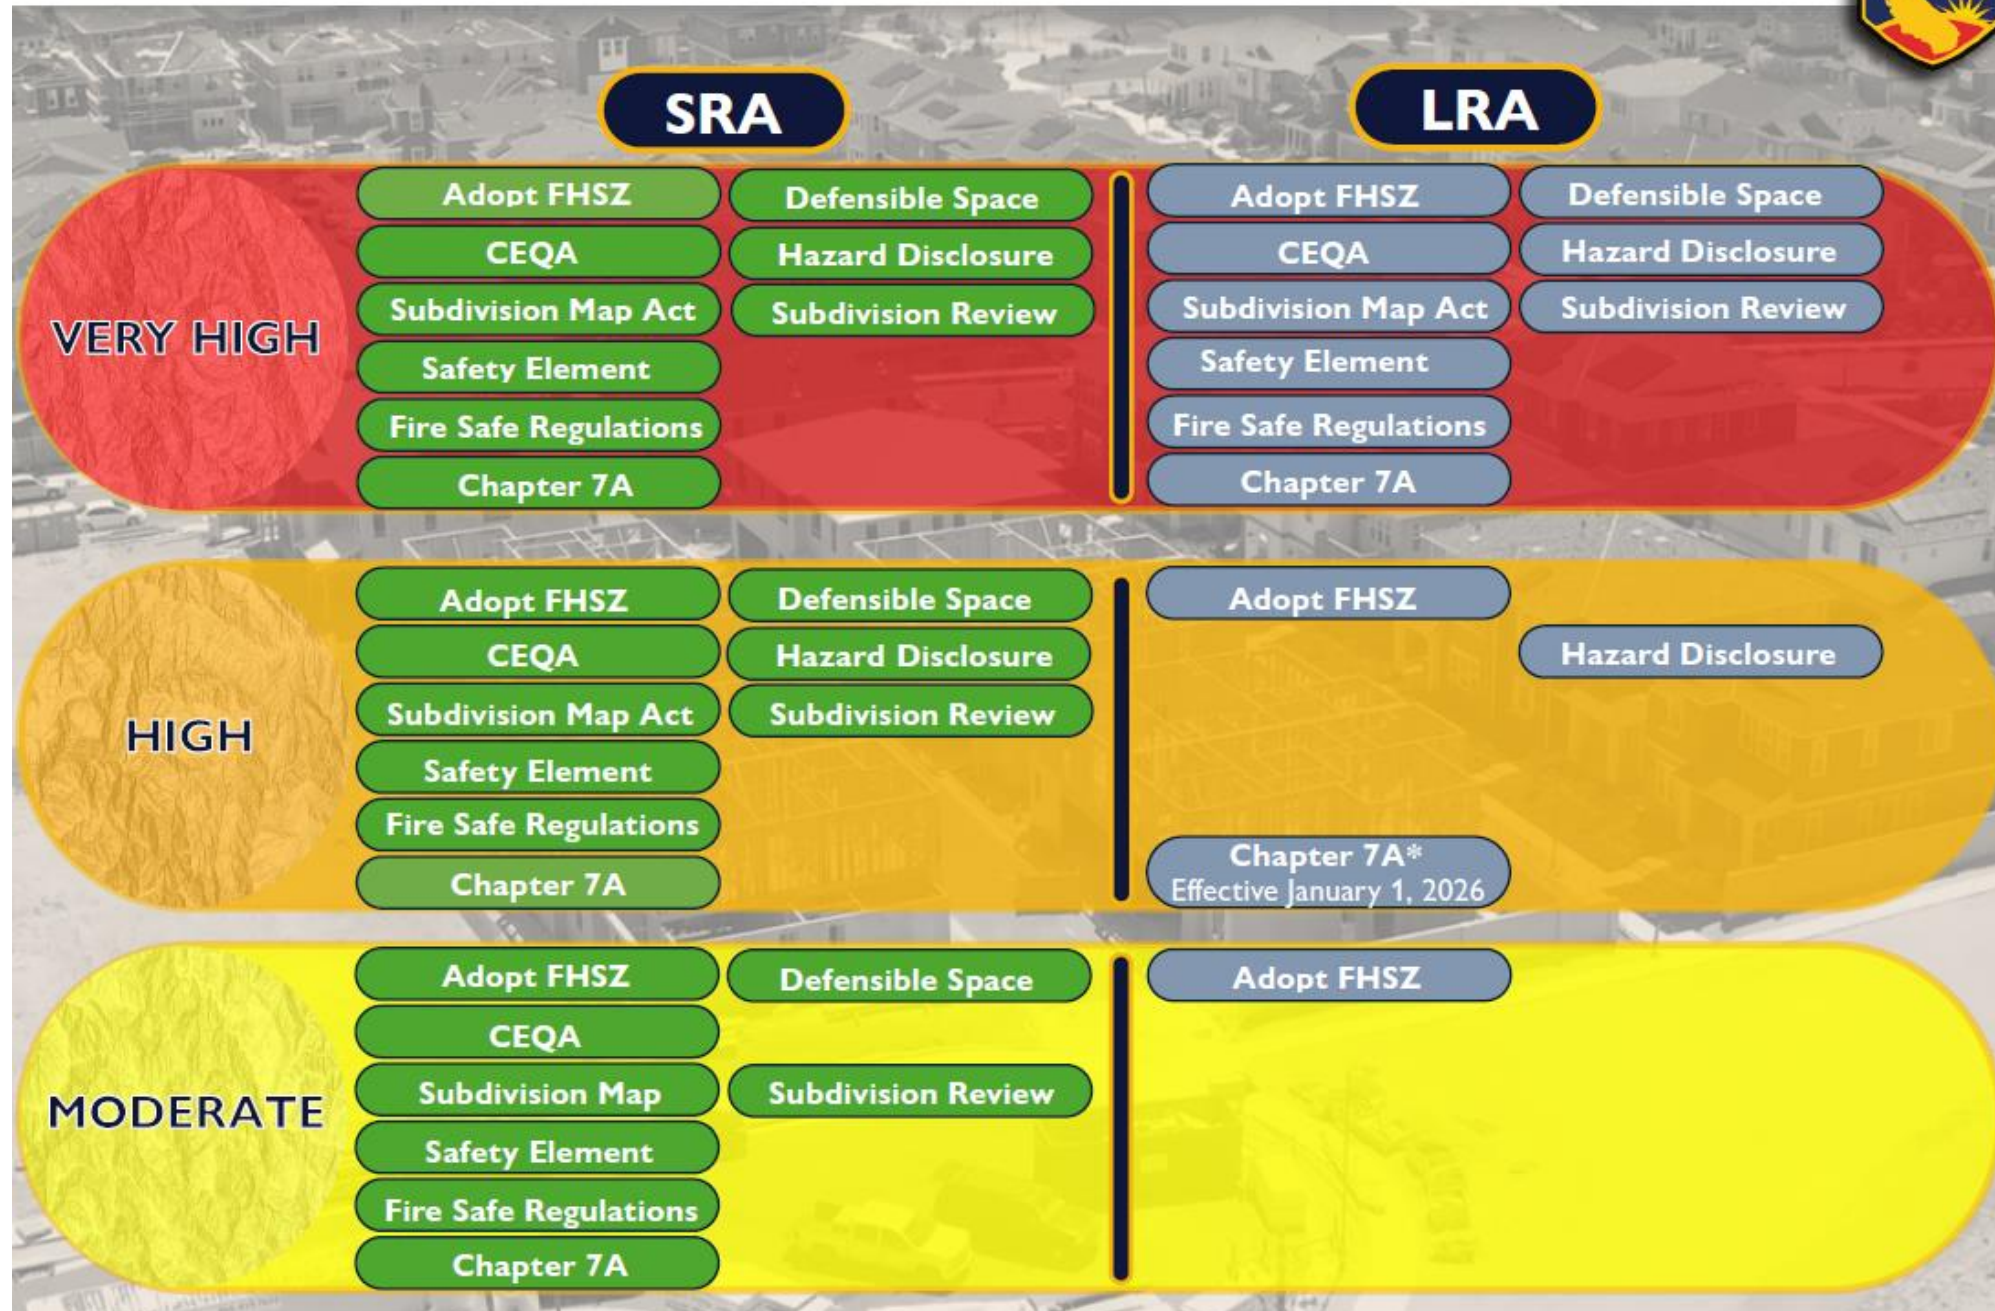 SRA
LRA
VERY HIGH
Adopt FHSZ
Defensible Space
CEQA
Hazard Disclosure
Subdivision Map Act
Subdivision Review
Safety Element
Fire Safe Regulations
Chapter 7A
Adopt FHSZ
Defensible Space
CEQA
Hazard Disclosure
Subdivision Map Act
Subdivision Review
Safety Element
Fire Safe Regulations
Chapter 7A
HIGH
Adopt FHSZ
Defensible Space
CEQA
Hazard Disclosure
Subdivision Map Act
Subdivision Review
Safety Element
Fire Safe Regulations
Chapter 7A
Adopt FHSZ
Hazard Disclosure
Chapter 7A*
Effective January 1, 2026
MODERATE
Adopt FHSZ
Defensible Space
CEQA
Subdivision Map
Subdivision Review
Safety Element
Fire Safe Regulations
Chapter 7A
Adopt FHSZ